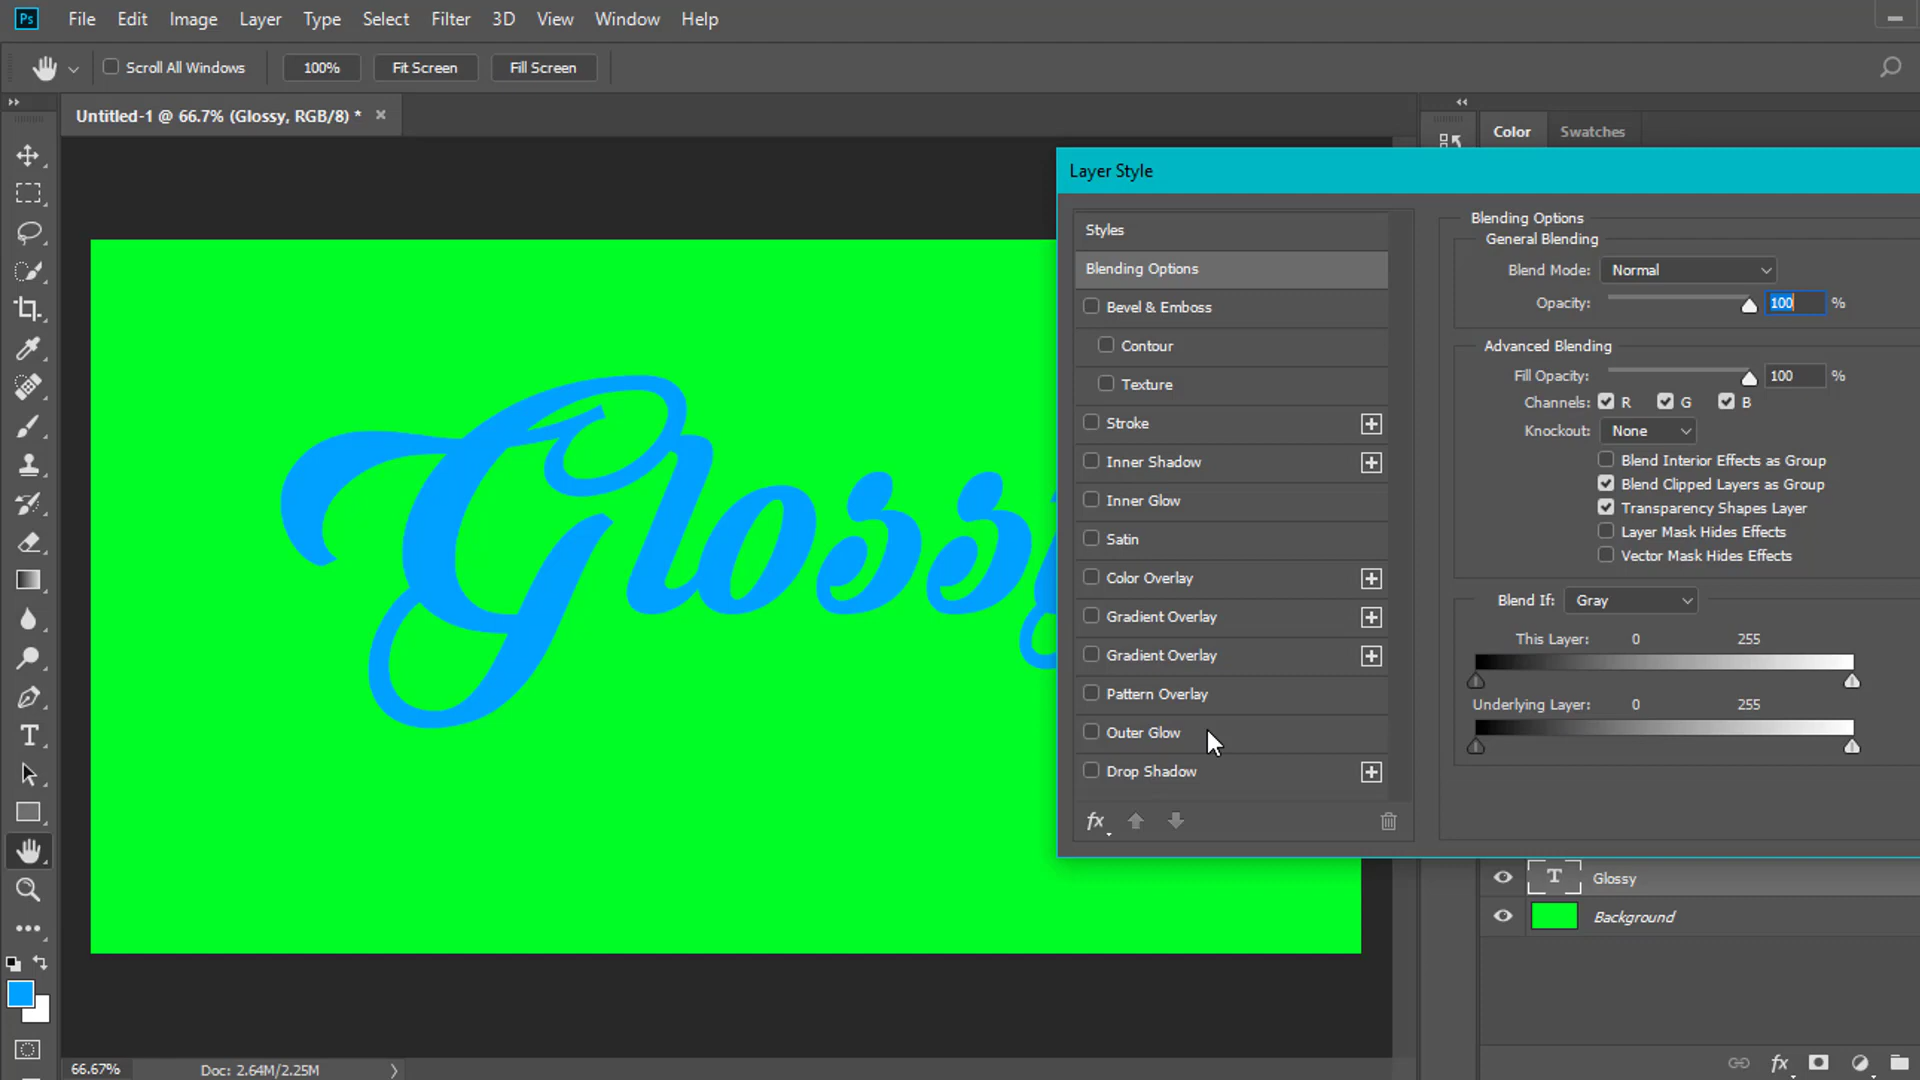 Ps File Edit Image Layer Type Select Filter 3D View Window Help
Scroll All Windows 100% Fit Screen Fill Screen
Untitled-1 @ 66.7% (Glossy, RGB/8) * ×
Color Swatches
Layer Style
Styles
Blending Options
Bevel & Emboss
Contour
Texture
Stroke
Inner Shadow
Inner Glow
Satin
Color Overlay
Gradient Overlay
Gradient Overlay
Pattern Overlay
Outer Glow
Drop Shadow
fx
Blending Options
General Blending
Blend Mode: Normal
Opacity: 100 %
Advanced Blending
Fill Opacity: 100 %
Channels: R G B
Knockout: None
Blend Interior Effects as Group
Blend Clipped Layers as Group
Transparency Shapes Layer
Layer Mask Hides Effects
Vector Mask Hides Effects
Blend If: Gray
This Layer: 0 255
Underlying Layer: 0 255
Glossy
T Glossy
Background
66.67% Doc: 2.64M/2.25M
fx